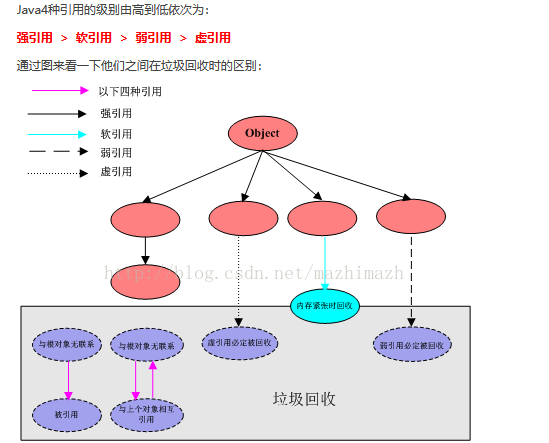 Java4种引用的级别由高到低依次为：
强引用 > 软引用 > 弱引用 > 虚引用
通过图来看一下他们之间在垃圾回收时的区别：
以下四种引用
强引用
软引用
弱引用
虚引用
Object
http://blog.csdn.net/mazhimazh
内存紧张时回收
与根对象无联系
与根对象无联系
虚引用必定被回收
弱引用必定被回收
被引用
与上个对象相互
引用
垃圾回收